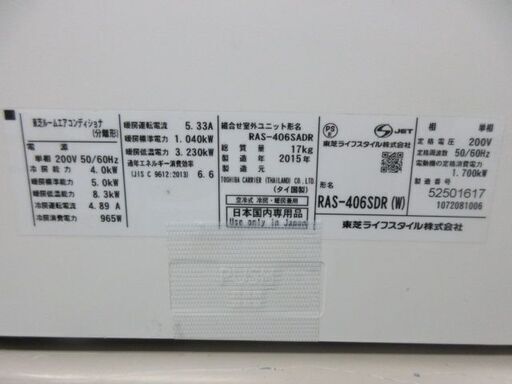 東芝ルームエアコンディショナ
(分離形)
電源
単相 200V 50/60Hz
冷房能力 4.0kW
暖房標準能力 5.0kW
暖房低温能力 8.3kW
冷房運転電流 4.89 A
冷房消費電力 965W
暖房運転電流 5.33A
暖房標準電力 1.040kW
暖房低温電力 3.230kW
通年エネルギー消費効率
(JIS C 9612:2013) 6.6
組合せ室外ユニット形名
RAS-406SADR
総質量 17kg
製造年 2015年
製造元
TOSHIBA CARRIER (THAILAND) CO., LTD
(タイ国製)
空冷式 冷房・暖房兼用
日本国内専用品
Use only in Japan
PS E
JET
東芝ライフスタイル株式会社
形名
RAS-406SDR(W)
相 単相
定格電圧 200V
定格周波数 50/60Hz
電動機の定格消費電力
1.700kW
52501617
1072081006
東芝ライフスタイル株式会社
PUSH